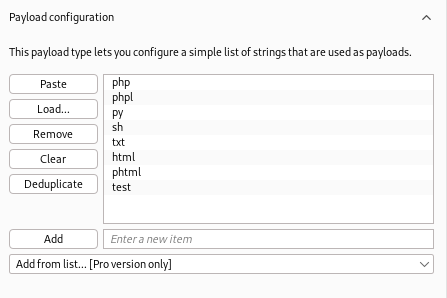 Payload configuration
This payload type lets you configure a simple list of strings that are used as payloads.
Paste
Load...
Remove
Clear
Deduplicate
php
phpl
py
sh
txt
html
phtml
test
Add
Enter a new item
Add from list... [Pro version only]